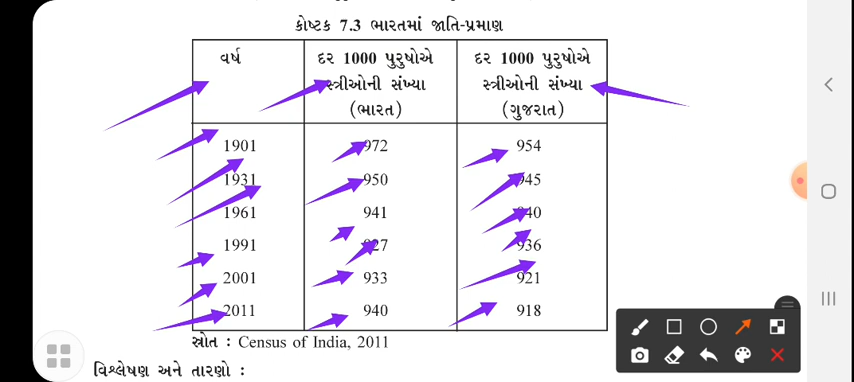 કોષ્ટક 7.3 ભારતમાં જાતિ-પ્રમાણ
વર્ષ દર 1000 પુરુષોએ દર 1000 પુરુષોએ
સ્ત્રીઓની સંખ્યા સ્ત્રીઓની સંખ્યા
(ભારત) (ગુજરાત)
1901 972 954
1931 950 945
1961 941 940
1991 927 936
2001 933 921
2011 940 918
સ્રોત : Census of India, 2011
વિશ્લેષણ અને તારણો :